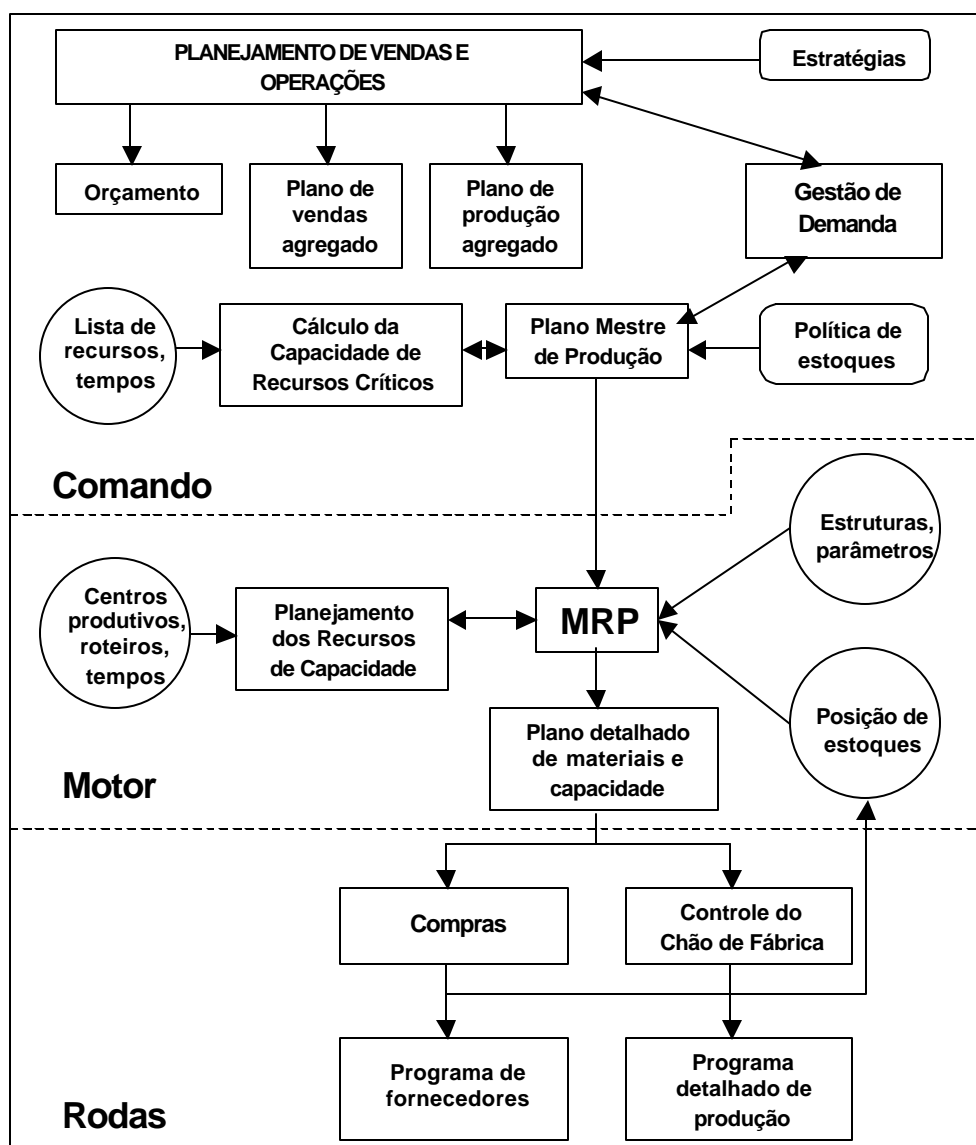 PLANEJAMENTO DE VENDAS E
OPERAÇÕES
Estratégias
Orçamento
Plano de
vendas
agregado
Plano de
produção
agregado
Gestão de
Demanda
Lista de
recursos,
tempos
Cálculo da
Capacidade de
Recursos Críticos
Plano Mestre
de Produção
Política de
estoques
Comando
Estruturas,
parâmetros
Centros
produtivos,
roteiros,
tempos
Planejamento
dos Recursos
de Capacidade
MRP
Plano detalhado
de materiais e
capacidade
Posição de
estoques
Motor
Compras
Controle do
Chão de Fábrica
Programa de
fornecedores
Programa
detalhado de
produção
Rodas